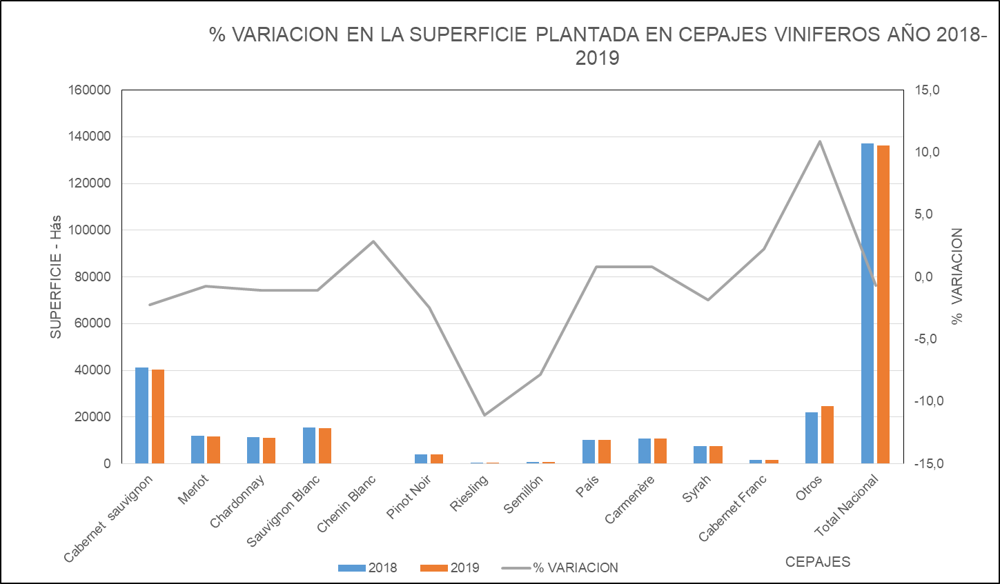 % VARIACION EN LA SUPERFICIE PLANTADA EN CEPAJES VINIFEROS AÑO 2018-
2019
160000
140000
120000
100000
80000
60000
40000
20000
0
SUPERFICIE - Hás
15,0
10,0
5,0
0,0
-5,0
-10,0
-15,0
% VARIACION
Cabernet sauvignon
Merlot
Chardonnay
Sauvignon Blanc
Chenin Blanc
Pinot Noir
Riesling
Semillón
País
Carmenère
Syrah
Cabernet Franc
Otros
Total Nacional
CEPAJES
2018
2019
% VARIACION